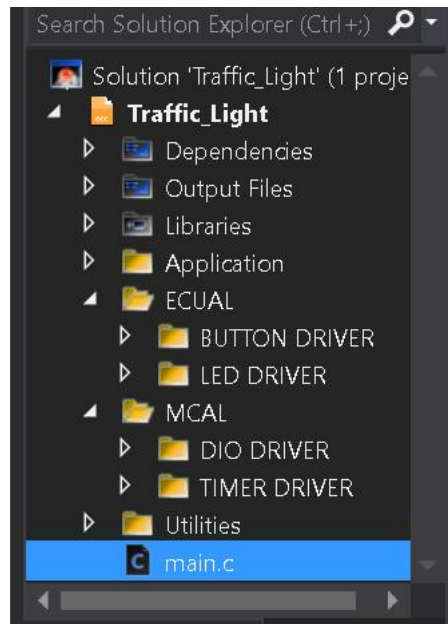 Search Solution Explorer (Ctrl+;)
Solution 'Traffic_Light' (1 proje
Traffic_Light
Dependencies
Output Files
Libraries
Application
ECUAL
BUTTON DRIVER
LED DRIVER
MCAL
DIO DRIVER
TIMER DRIVER
Utilities
main.c